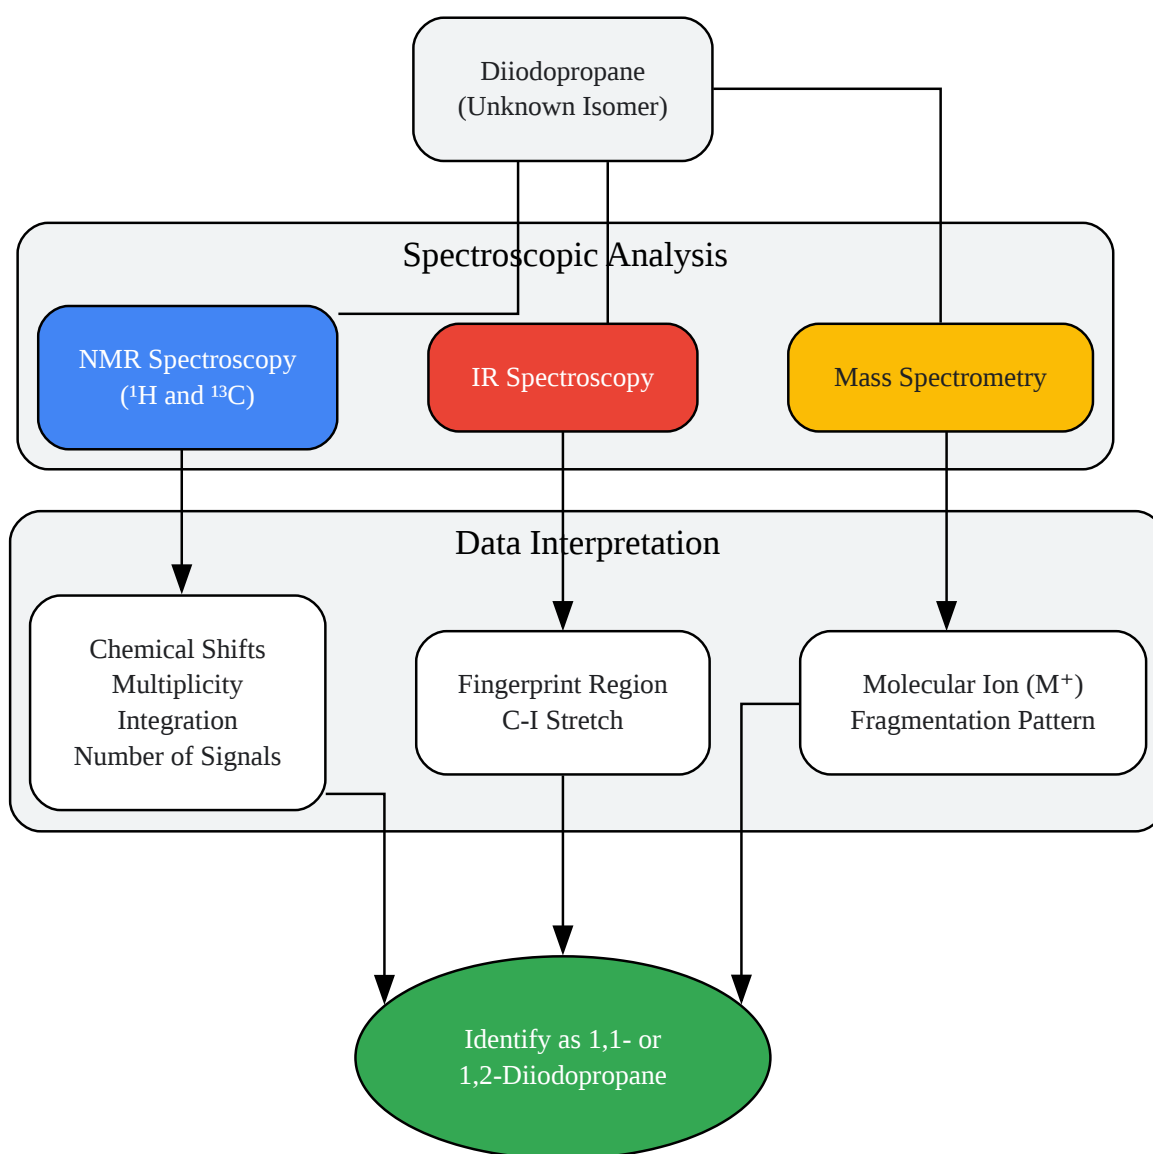 Diiodopropane
(Unknown Isomer)
Spectroscopic Analysis
NMR Spectroscopy
(¹H and ¹³C)
IR Spectroscopy
Mass Spectrometry
Data Interpretation
Chemical Shifts
Multiplicity
Integration
Number of Signals
Fingerprint Region
C-I Stretch
Molecular Ion (M⁺)
Fragmentation Pattern
Identify as 1,1- or
1,2-Diiodopropane